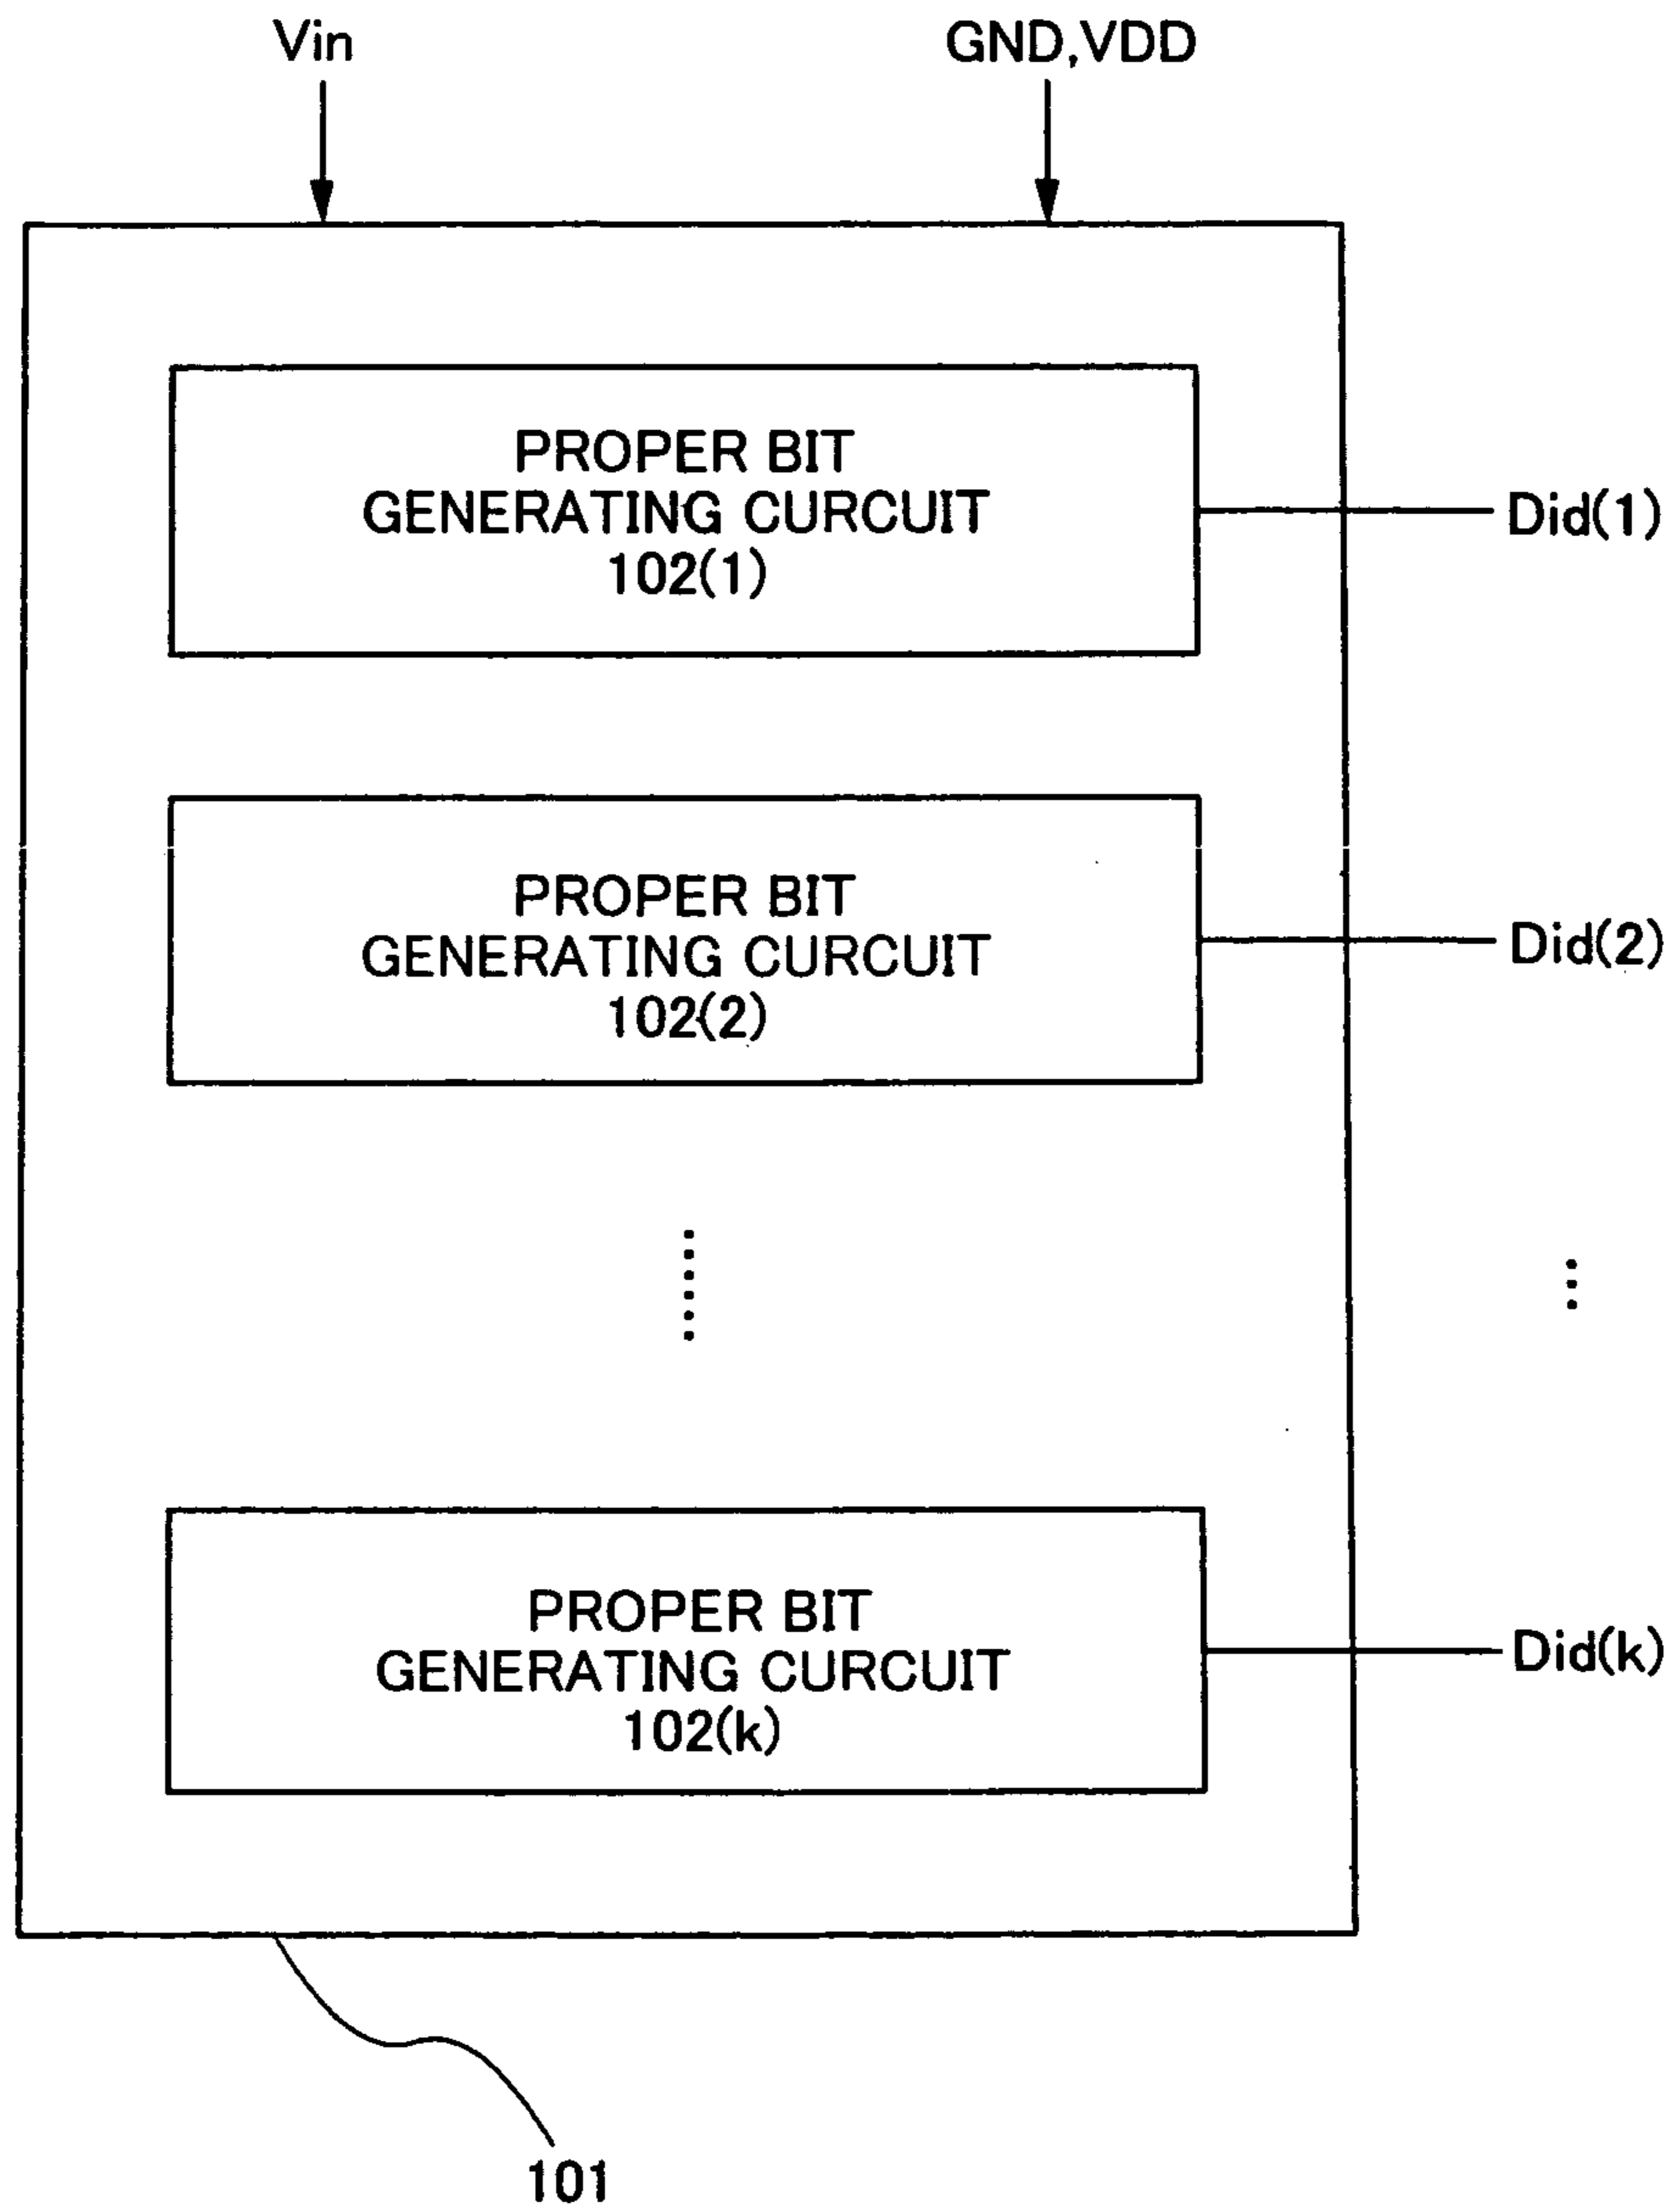 Vin
GND,VDD
PROPER BIT
GENERATING CURCUIT
102(1)
Did(1)
PROPER BIT
GENERATING CURCUIT
102(2)
Did(2)
PROPER BIT
GENERATING CURCUIT
102(k)
Did(k)
101